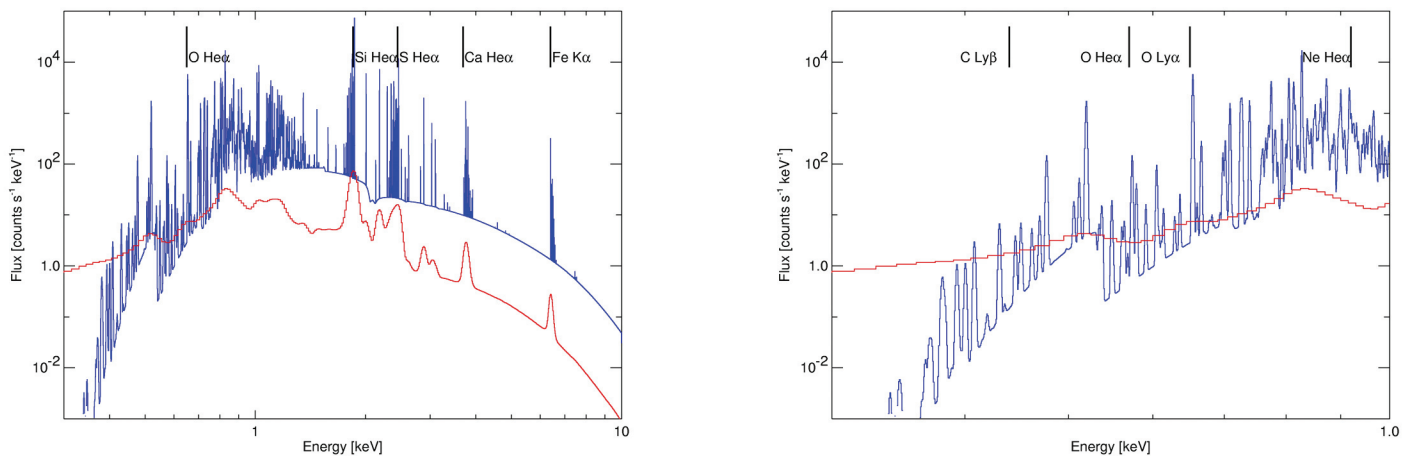 O Heα
Si Heα
S Heα
Ca Heα
Fe Kα
10^4
10^2
1.0
10^-2
Flux [counts s^-1 keV^-1]
1
10
Energy [keV]
C Lyβ
O Heα
O Lyα
Ne Heα
10^4
10^2
1.0
10^-2
Flux [counts s^-1 keV^-1]
1.0
Energy [keV]